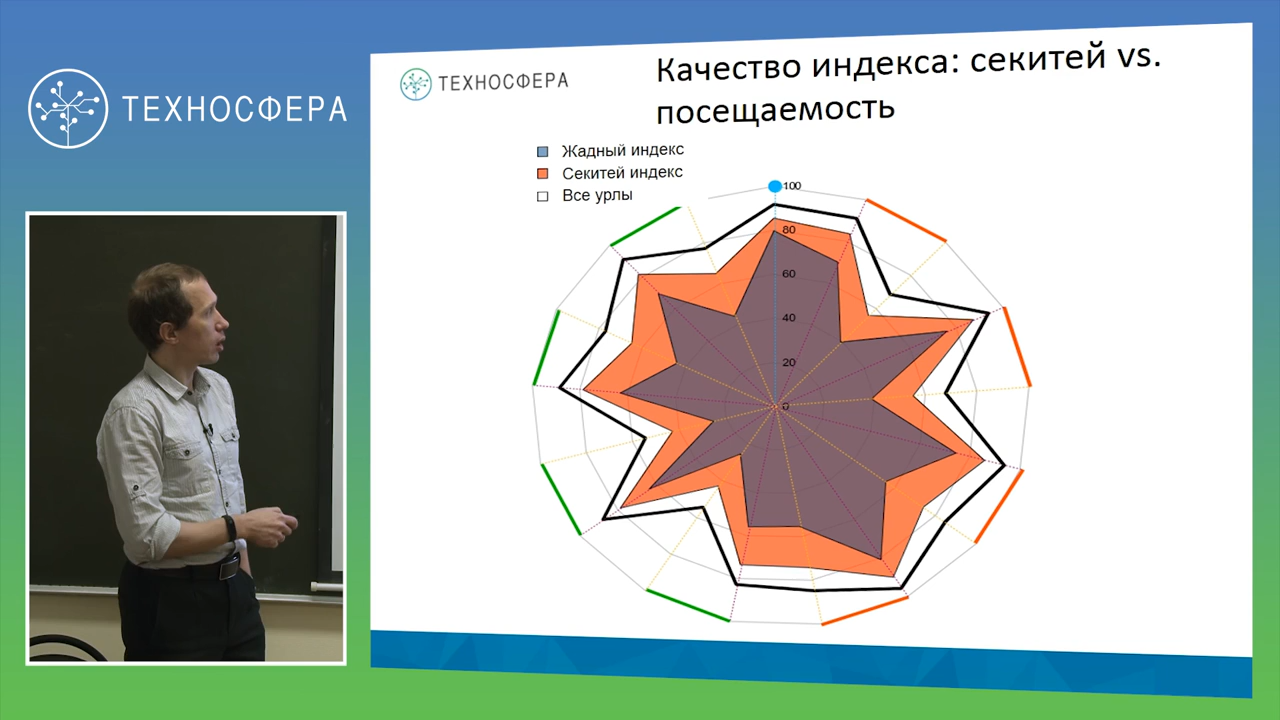 ТЕХНОСФЕРА
ТЕХНОСФЕРА
Качество индекса: секитей vs.
посещаемость
Жадный индекс
Секитей индекс
Все урлы
100
80
60
40
20
0